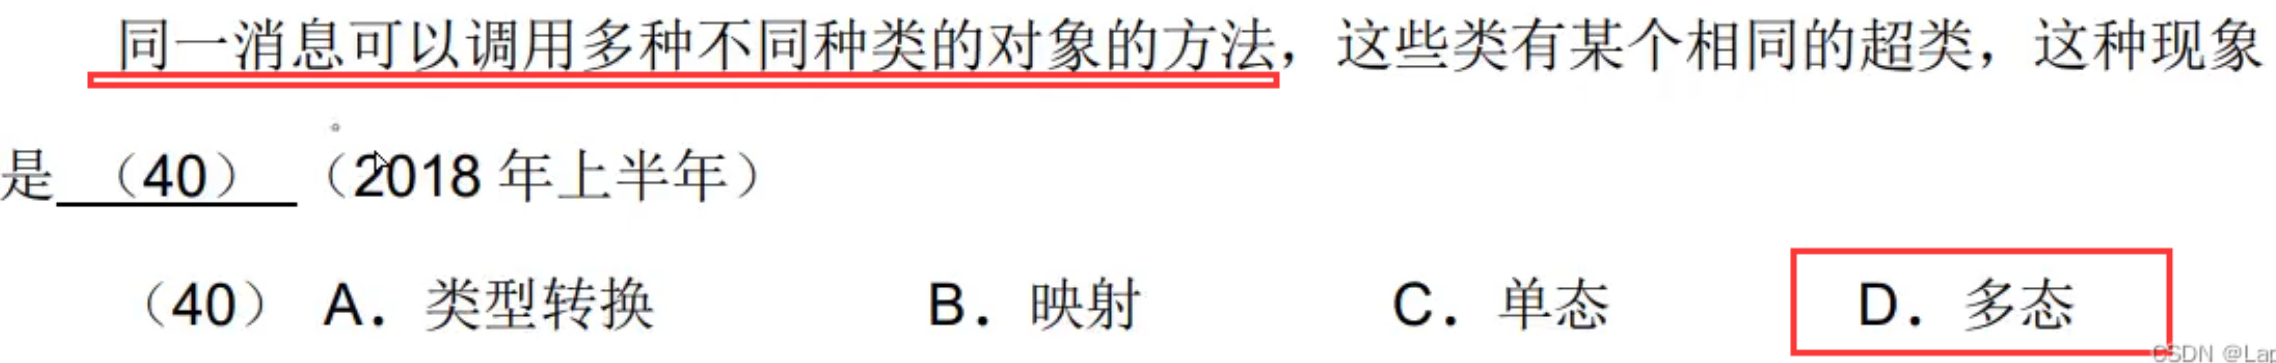 同一消息可以调用多种不同种类的对象的方法，这些类有某个相同的超类，这种现象
是（40）（2018 年上半年）
（40） A．类型转换 B．映射 C．单态 D．多态
CSDN @Lar